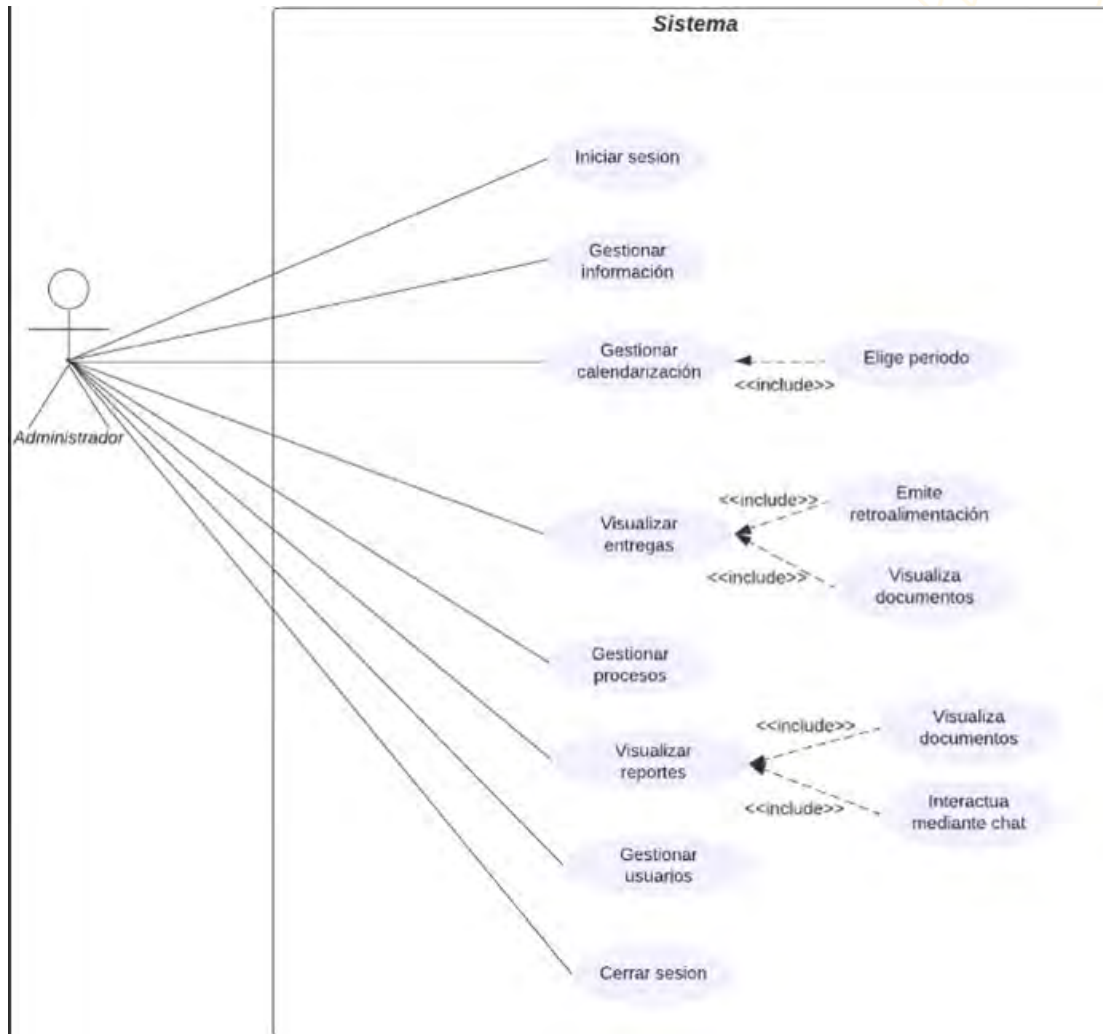 Sistema
Iniciar sesion
Gestionar
información
Gestionar
calendarización
Elige periodo
<<include>>
Administrador
Emite
retroalimentación
<<include>>
Visualizar
entregas
<<include>>
Visualiza
documentos
Gestionar
procesos
Visualiza
documentos
<<include>>
Visualizar
reportes
<<include>>
Interactua
mediante chat
Gestionar
usuarios
Cerrar sesion